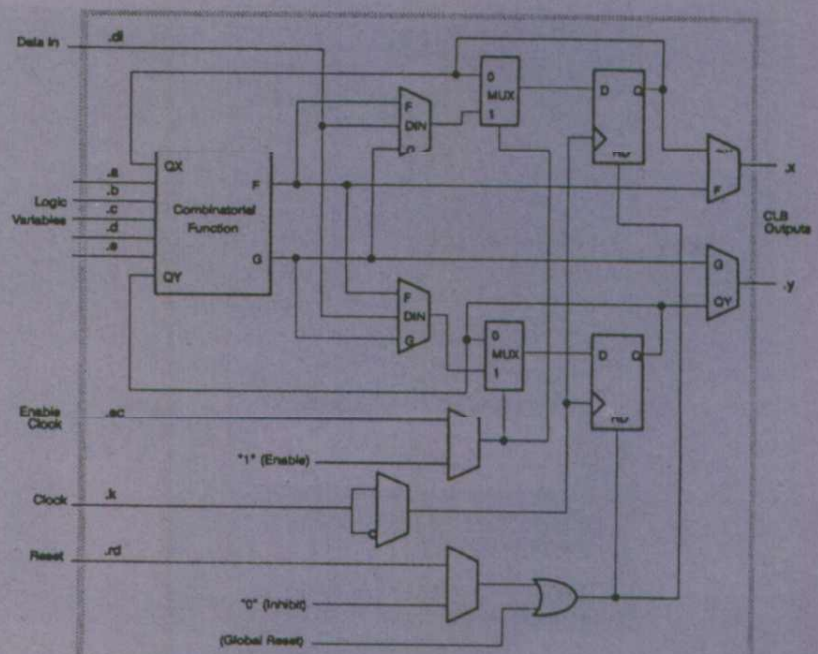 Data In
.di
0
MUX
1
D
Q
F
DIN
QX
.x
F
.a
.b
Logic
Variables
.c
.d
.e
Combinatorial
Function
F
G
QY
CLB
Outputs
G
QY
.y
F
DIN
G
0
MUX
1
D
Q
Enable
Clock
.ec
"1" (Enable)
Clock
.k
Reset
.rd
"0" (Inhibit)
(Global Reset)